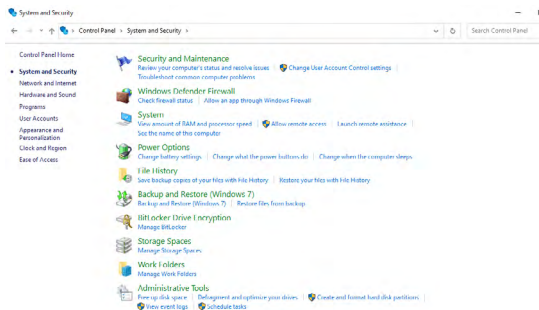 System and Security
Control Panel > System and Security >
Search Control Panel
Control Panel Home
System and Security
Network and Internet
Hardware and Sound
Programs
User Accounts
Appearance and
Personalization
Clock and Region
Ease of Access
Security and Maintenance
Review your computer's status and resolve issues | Change User Account Control settings |
Troubleshoot common computer problems
Windows Defender Firewall
Check firewall status | Allow an app through Windows Firewall
System
View amount of RAM and processor speed | Allow remote access | Launch remote assistance |
See the name of this computer
Power Options
Change battery settings | Change what the power buttons do | Change when the computer sleeps
File History
Save backup copies of your files with File History | Restore your files with File History
Backup and Restore (Windows 7)
Backup and Restore (Windows 7) | Restore files from backup
BitLocker Drive Encryption
Manage BitLocker
Storage Spaces
Manage Storage Spaces
Work Folders
Manage Work Folders
Administrative Tools
Free up disk space | Defragment and optimize your drives | Create and format hard disk partitions |
View event logs | Schedule tasks